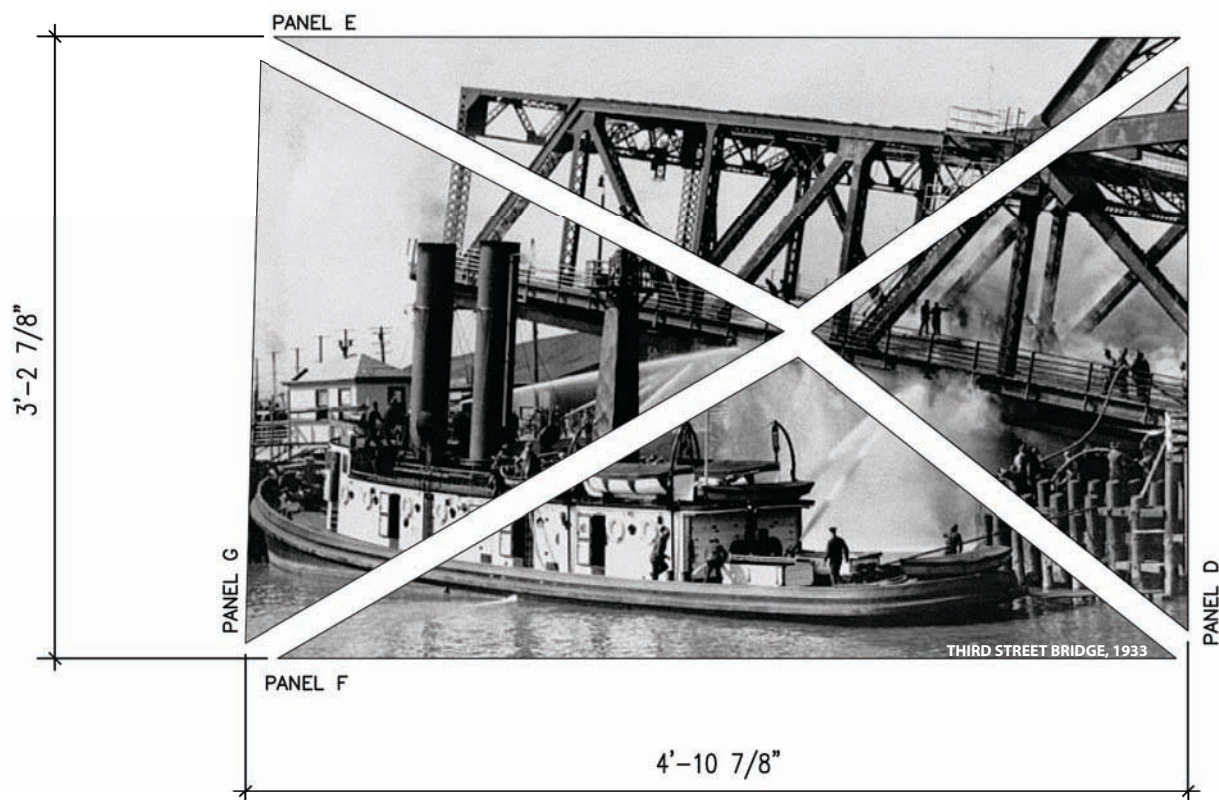 PANEL E
3'-2 7/8"
PANEL G
PANEL D
THIRD STREET BRIDGE, 1933
PANEL F
4'-10 7/8"